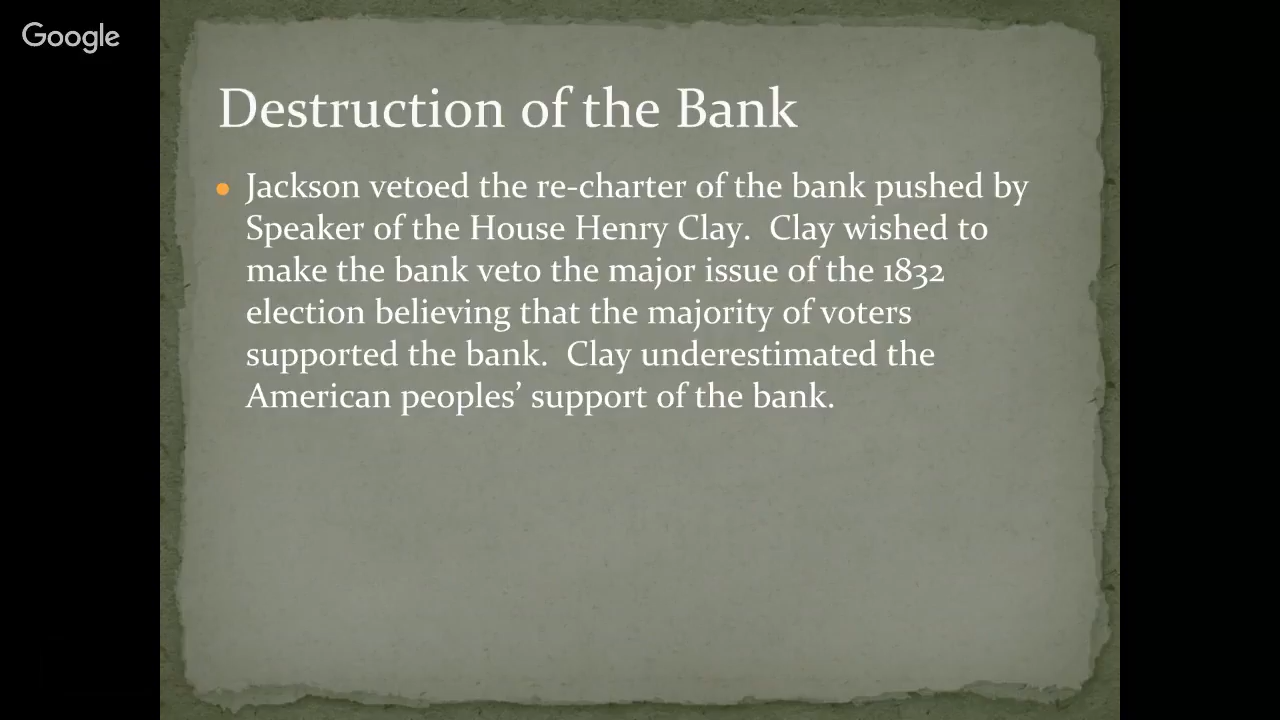 Google
Destruction of the Bank
• Jackson vetoed the re-charter of the bank pushed by
Speaker of the House Henry Clay.  Clay wished to
make the bank veto the major issue of the 1832
election believing that the majority of voters
supported the bank.  Clay underestimated the
American peoples’ support of the bank.